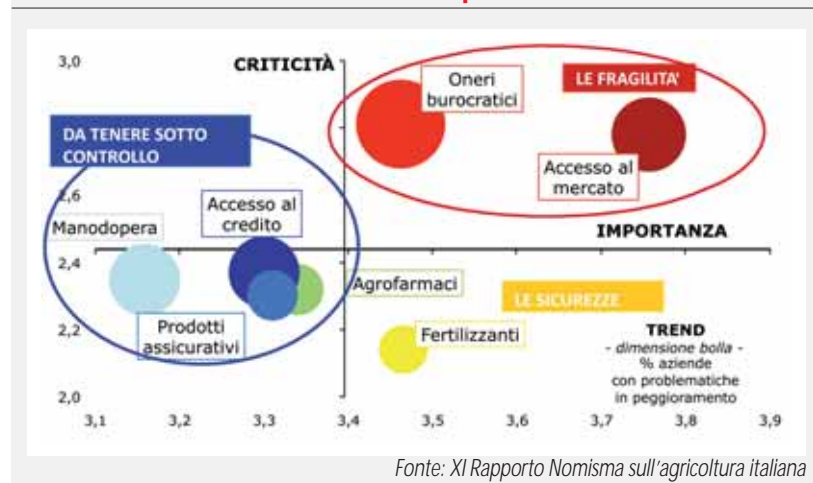 3,0
CRITICITÀ
Oneri
burocratici
LE FRAGILITA'
DA TENERE SOTTO
CONTROLLO
Accesso al
mercato
2,6
Accesso al
credito
Manodopera
IMPORTANZA
2,4
Agrofarmaci
LE SICUREZZE
2,2
Prodotti
assicurativi
Fertilizzanti
TREND
- dimensione bolla -
% aziende
con problematiche
in peggioramento
2,0
3,1
3,2
3,3
3,4
3,5
3,6
3,7
3,8
3,9
Fonte: XI Rapporto Nomisma sull'agricoltura italiana